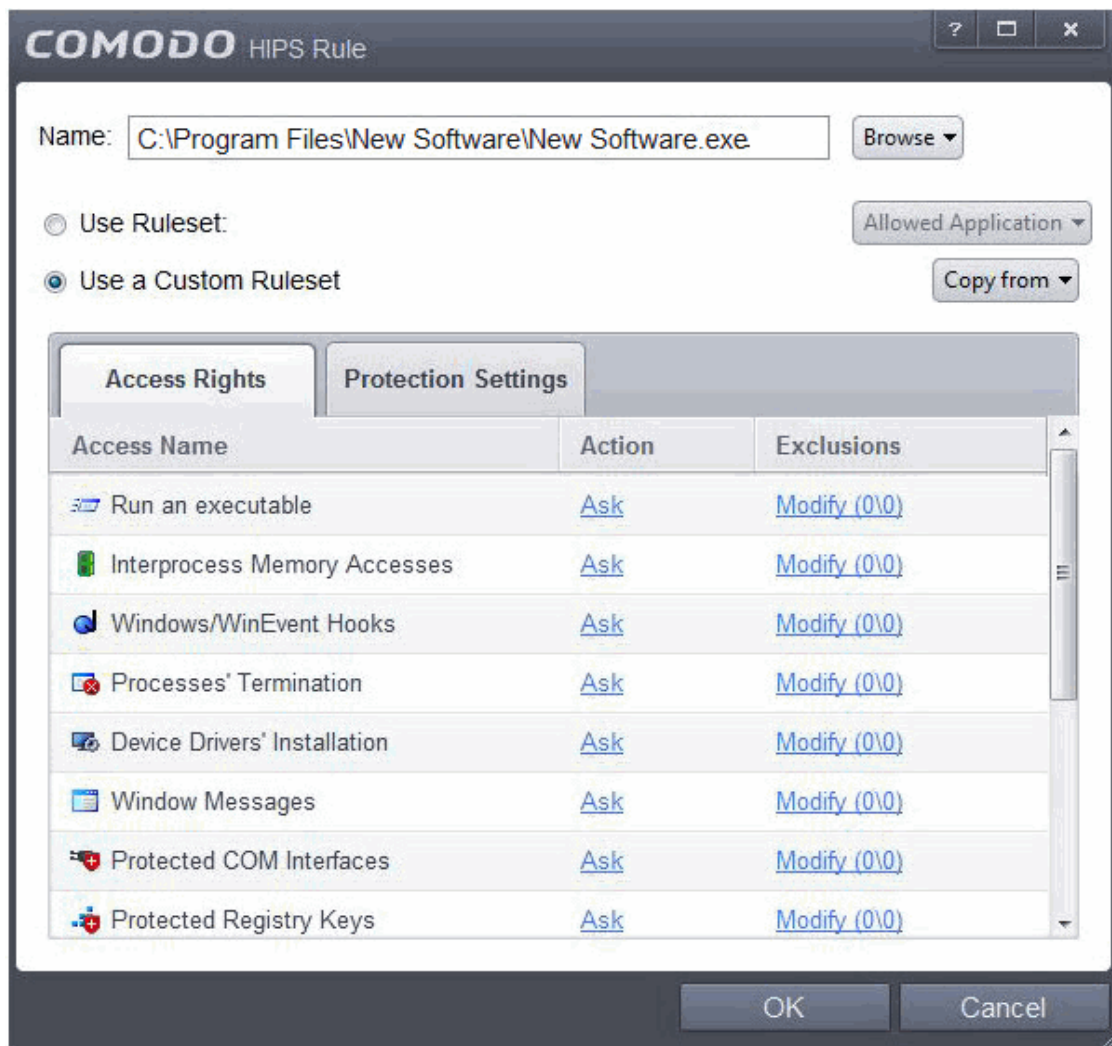 COMODO HIPS Rule
?
Name: C:\Program Files\New Software\New Software.exe Browse
Use Ruleset: Allowed Application
Use a Custom Ruleset Copy from
Access Rights Protection Settings
Access Name Action Exclusions
Run an executable Ask Modify (0\0)
Interprocess Memory Accesses Ask Modify (0\0)
Windows/WinEvent Hooks Ask Modify (0\0)
Processes' Termination Ask Modify (0\0)
Device Drivers' Installation Ask Modify (0\0)
Window Messages Ask Modify (0\0)
Protected COM Interfaces Ask Modify (0\0)
Protected Registry Keys Ask Modify (0\0)
OK Cancel